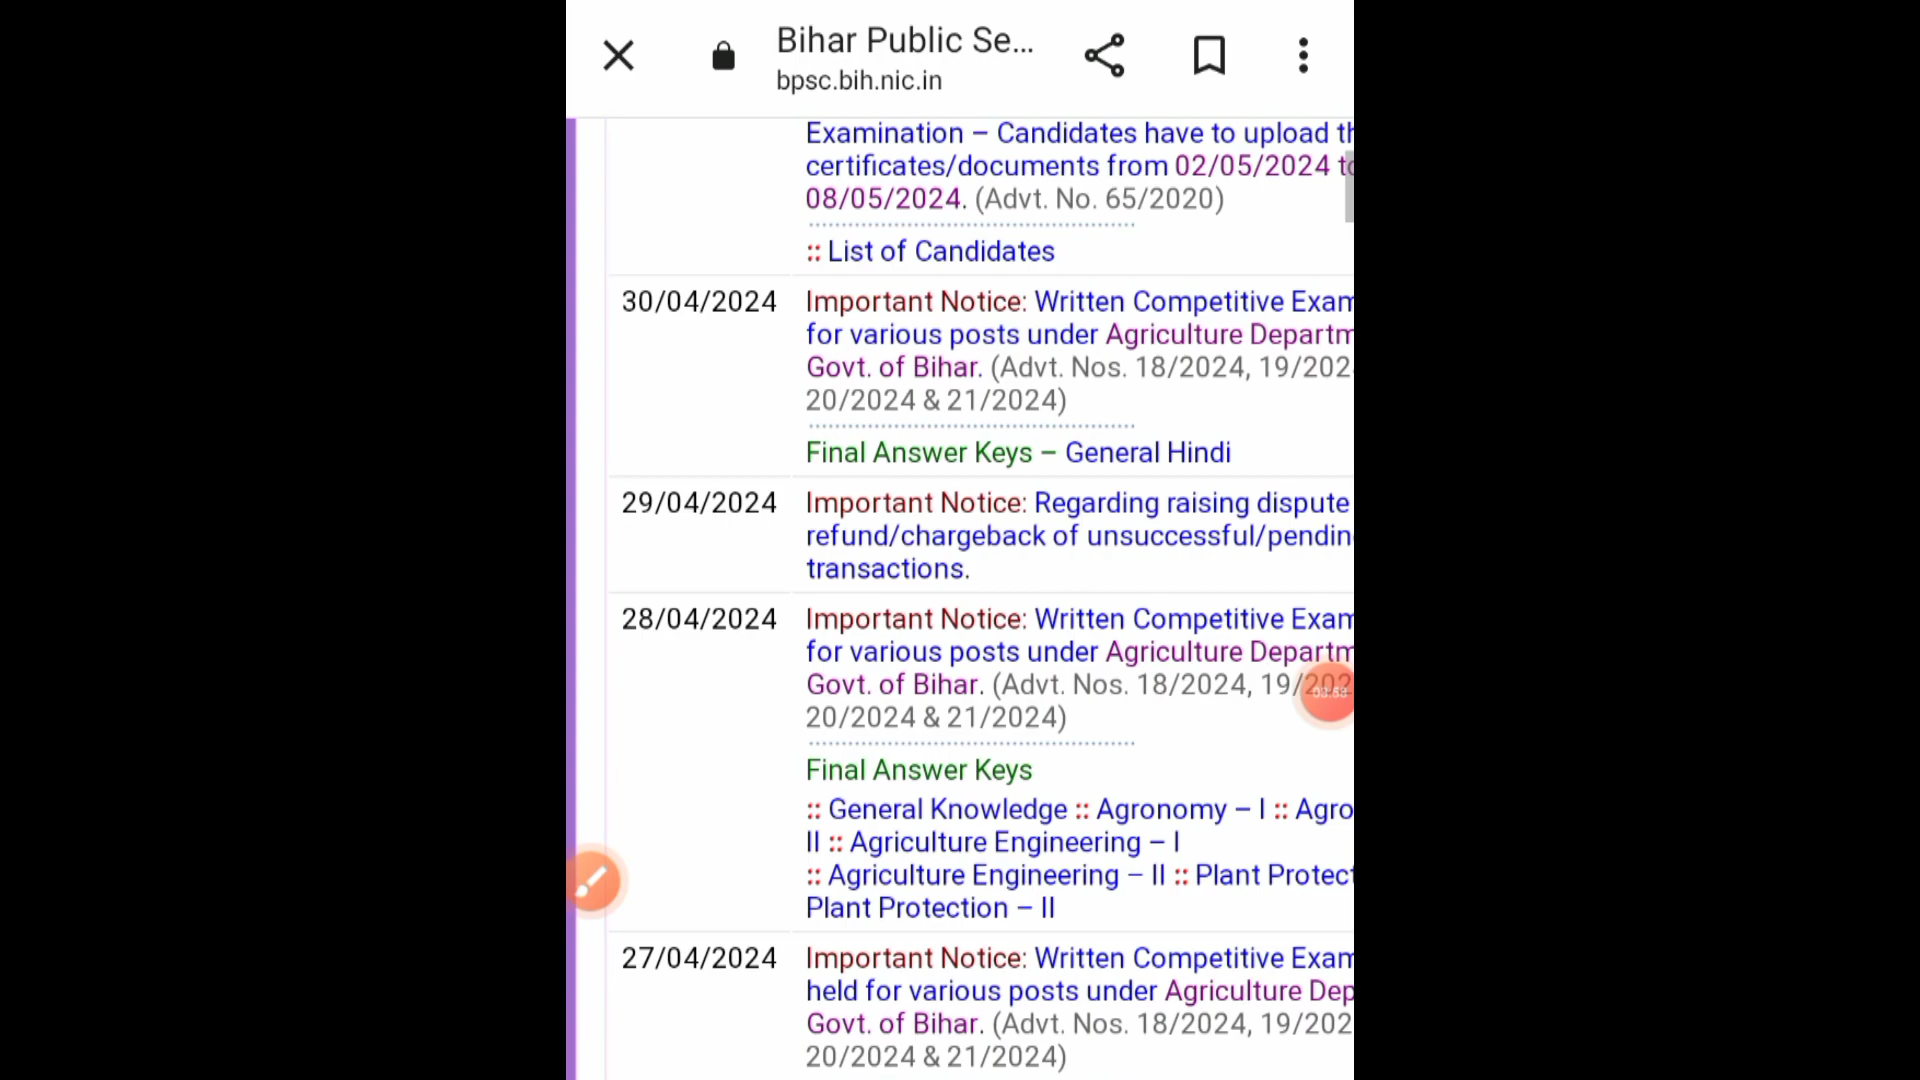 Bihar Public Se...
bpsc.bih.nic.in
Examination – Candidates have to upload th
certificates/documents from 02/05/2024 to
08/05/2024. (Advt. No. 65/2020)
:: List of Candidates
30/04/2024 Important Notice: Written Competitive Exam
for various posts under Agriculture Departm
Govt. of Bihar. (Advt. Nos. 18/2024, 19/202
20/2024 & 21/2024)
Final Answer Keys – General Hindi
29/04/2024 Important Notice: Regarding raising dispute
refund/chargeback of unsuccessful/pendin
transactions.
28/04/2024 Important Notice: Written Competitive Exam
for various posts under Agriculture Departm
Govt. of Bihar. (Advt. Nos. 18/2024, 19/202
20/2024 & 21/2024)
Final Answer Keys
:: General Knowledge :: Agronomy – I :: Agro
II :: Agriculture Engineering – I
:: Agriculture Engineering – II :: Plant Protect
Plant Protection – II
27/04/2024 Important Notice: Written Competitive Exam
held for various posts under Agriculture Dep
Govt. of Bihar. (Advt. Nos. 18/2024, 19/202
20/2024 & 21/2024)